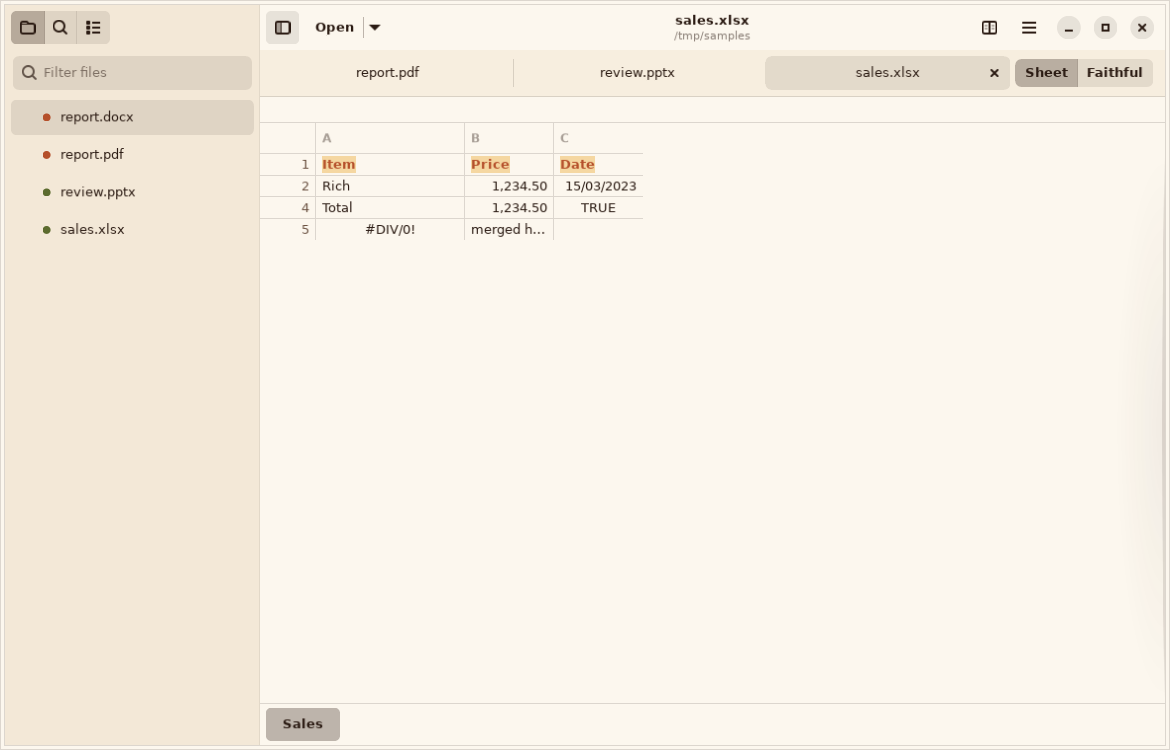 Open
sales.xlsx
/tmp/samples
Filter files
report.pdf
review.pptx
sales.xlsx
Sheet
Faithful
report.docx
report.pdf
review.pptx
sales.xlsx
A B C
1 Item Price Date
2 Rich 1,234.50 15/03/2023
4 Total 1,234.50 TRUE
5 #DIV/0! merged h...
Sales